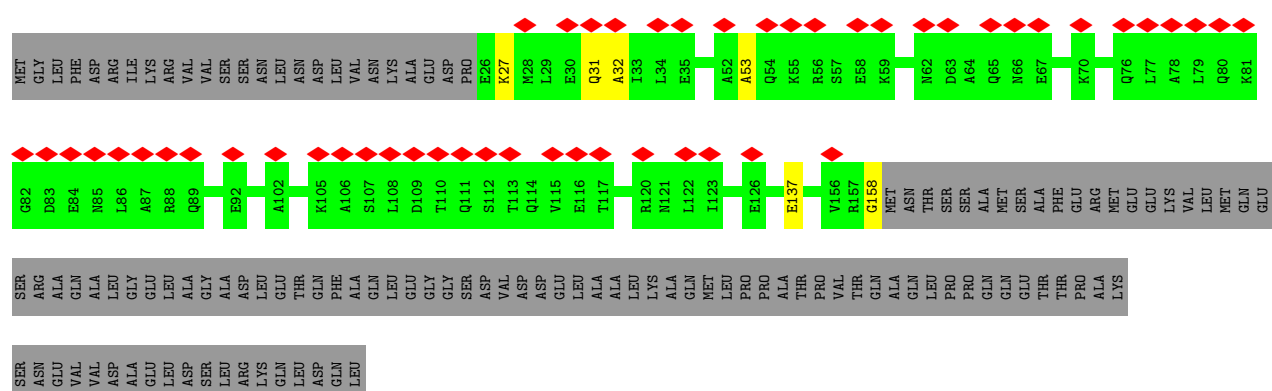 MET GLY LEU PHE ASP ARG ILE LYS ARG VAL VAL SER SER ASN LEU ASN ASP LEU VAL ASN LYS ALA GLU ASP PRO E26 K27 M28 L29 E30 Q31 A32 I33 L34 E35 A52 A53 Q54 K55 R56 S57 E58 K59 N62 D63 A64 Q65 N66 E67 K70 Q76 L77 A78 L79 Q80 K81
G82 D83 E84 N85 L86 A87 R88 Q89 E92 A102 K105 A106 S107 L108 D109 T110 Q111 S112 T113 Q114 V115 E116 T117 R120 N121 L122 I123 E126 E137 V156 R157 G158 MET ASN THR SER SER ALA MET SER ALA PHE GLU ARG MET GLU GLU LYS VAL LEU MET GLN GLU
SER ARG ALA GLN ALA LEU GLY GLU LEU ALA GLY ALA ASP LEU GLU THR GLN PHE ALA GLN LEU GLU GLY GLY SER ASP VAL ASP ASP GLU LEU ALA ALA LEU LYS ALA GLN MET LEU PRO PRO ALA THR PRO VAL THR GLN ALA GLN LEU PRO PRO GLN GLN GLU THR THR PRO ALA LYS
SER ASN GLU VAL VAL ASP ALA GLU LEU ASP SER LEU ARG LYS GLN LEU ASP GLN LEU